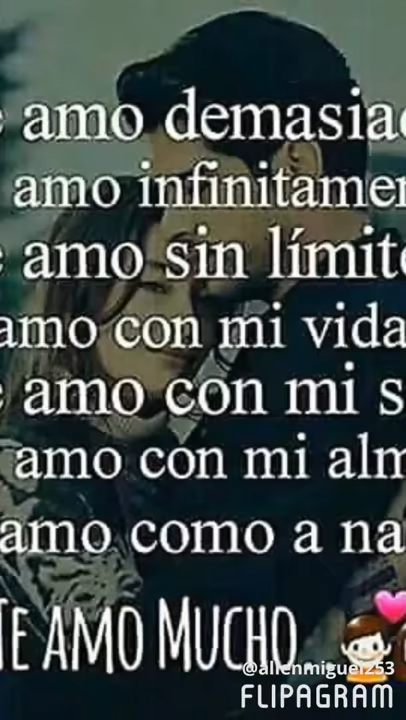 e amo demasiad
amo infinitamen
e amo sin límite
amo con mi vida
e amo con mi s
amo con mi alm
amo como a na
TE AMO MUCHO
@allenmiguel253
FLIPAGRAM